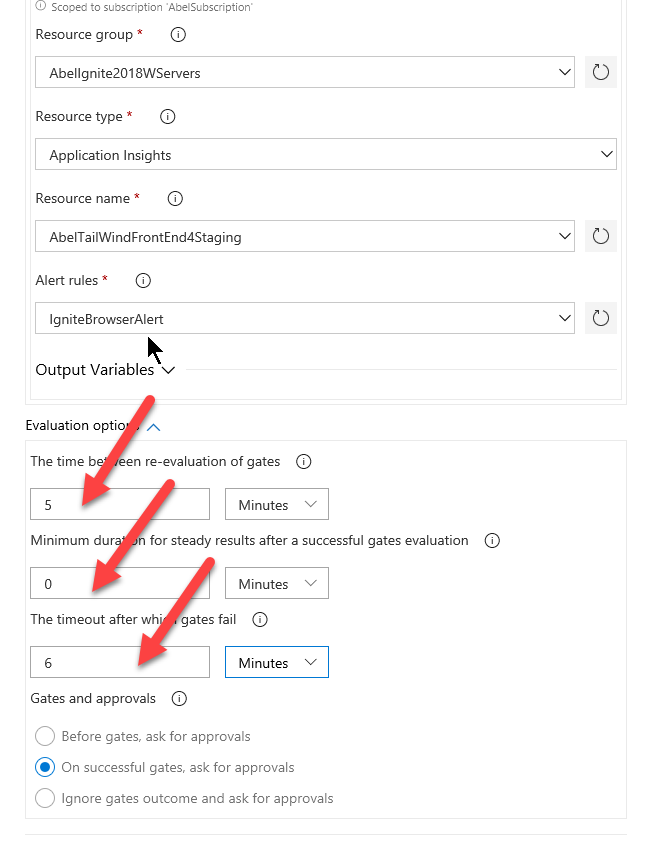 Scoped to subscription 'AbelSubscription'
Resource group *
AbelIgnite2018WServers
Resource type *
Application Insights
Resource name *
AbelTailWindFrontEnd4Staging
Alert rules *
IgniteBrowserAlert
Output Variables
Evaluation options
The time between re-evaluation of gates
5 Minutes
Minimum duration for steady results after a successful gates evaluation
0 Minutes
The timeout after which gates fail
6 Minutes
Gates and approvals
Before gates, ask for approvals
On successful gates, ask for approvals
Ignore gates outcome and ask for approvals